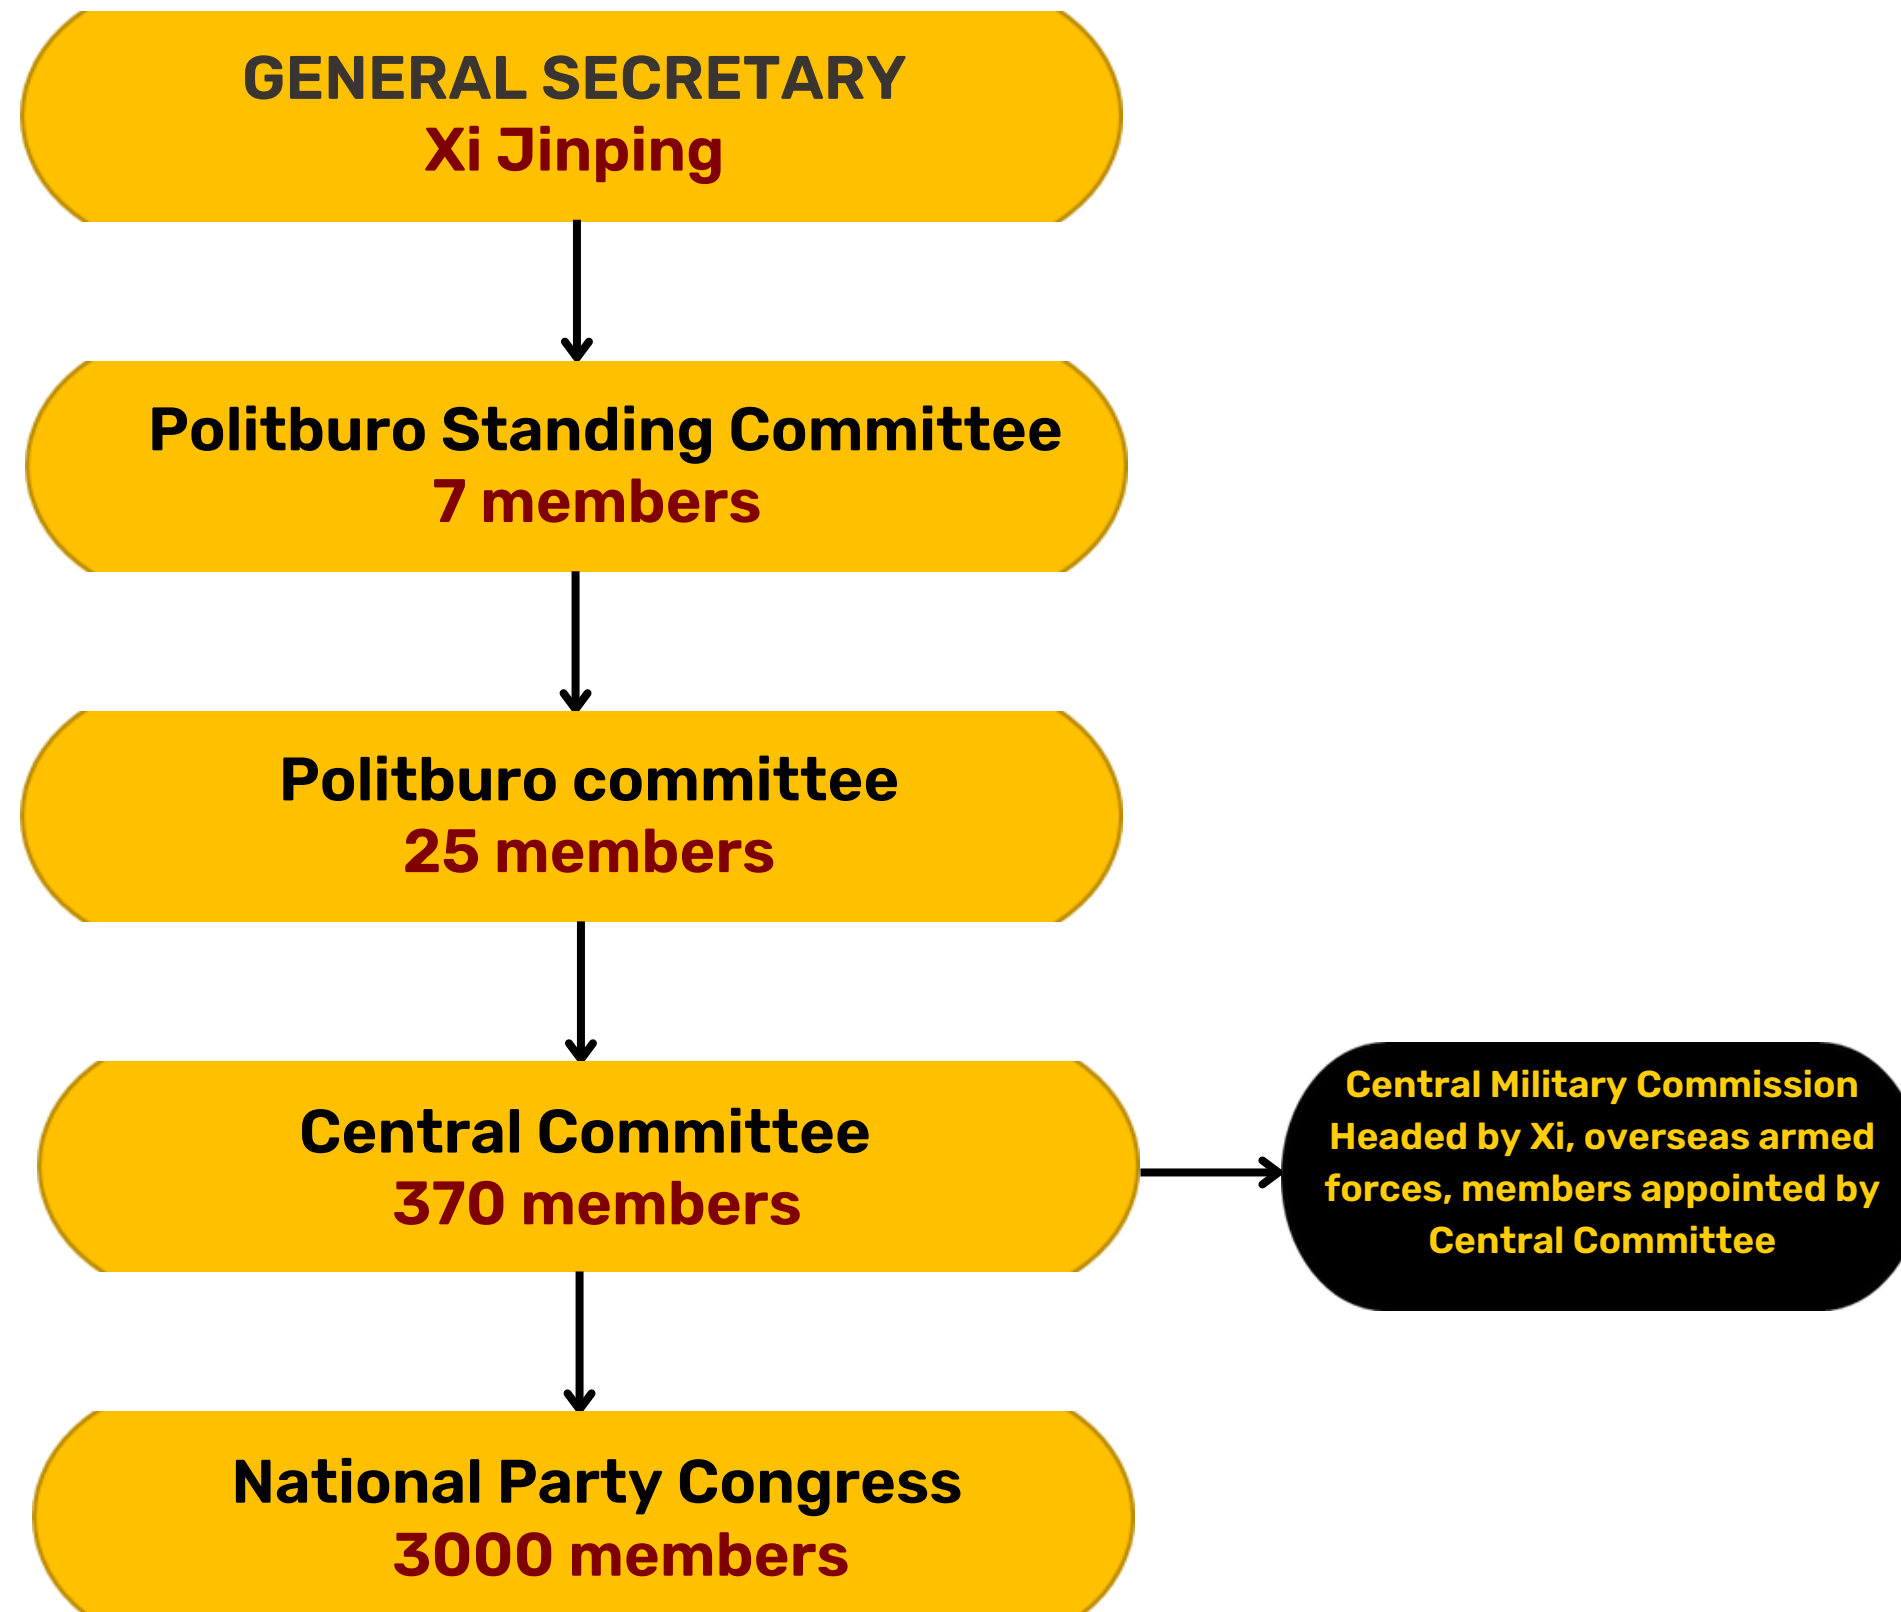 GENERAL SECRETARY
Xi Jinping
Politburo Standing Committee
7 members
Politburo committee
25 members
Central Committee
370 members
Central Military Commission
Headed by Xi, overseas armed
forces, members appointed by
Central Committee
National Party Congress
3000 members